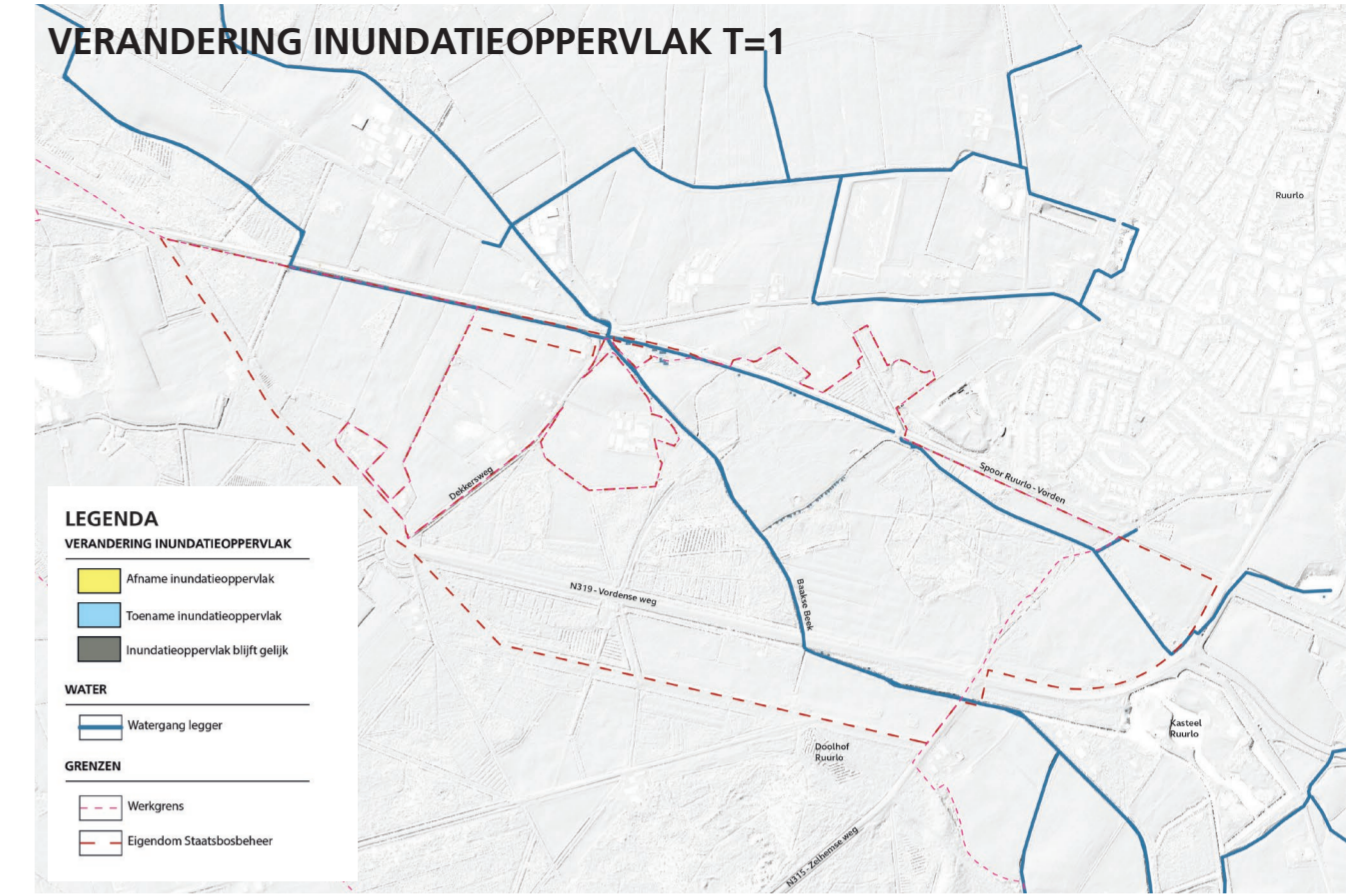 VERANDERING INUNDATIEOPPERVLAK T=1
Ruurlo
Spoor Ruurlo - Vorden
Dekkersweg
N319 - Vordense weg
Baakse Beek
Kasteel
Ruurlo
Doolhof
Ruurlo
N315 - Zelhemse weg
LEGENDA
VERANDERING INUNDATIEOPPERVLAK
Afname inundatieoppervlak
Toename inundatieoppervlak
Inundatieoppervlak blijft gelijk
WATER
Watergang legger
GRENZEN
Werkgrens
Eigendom Staatsbosbeheer